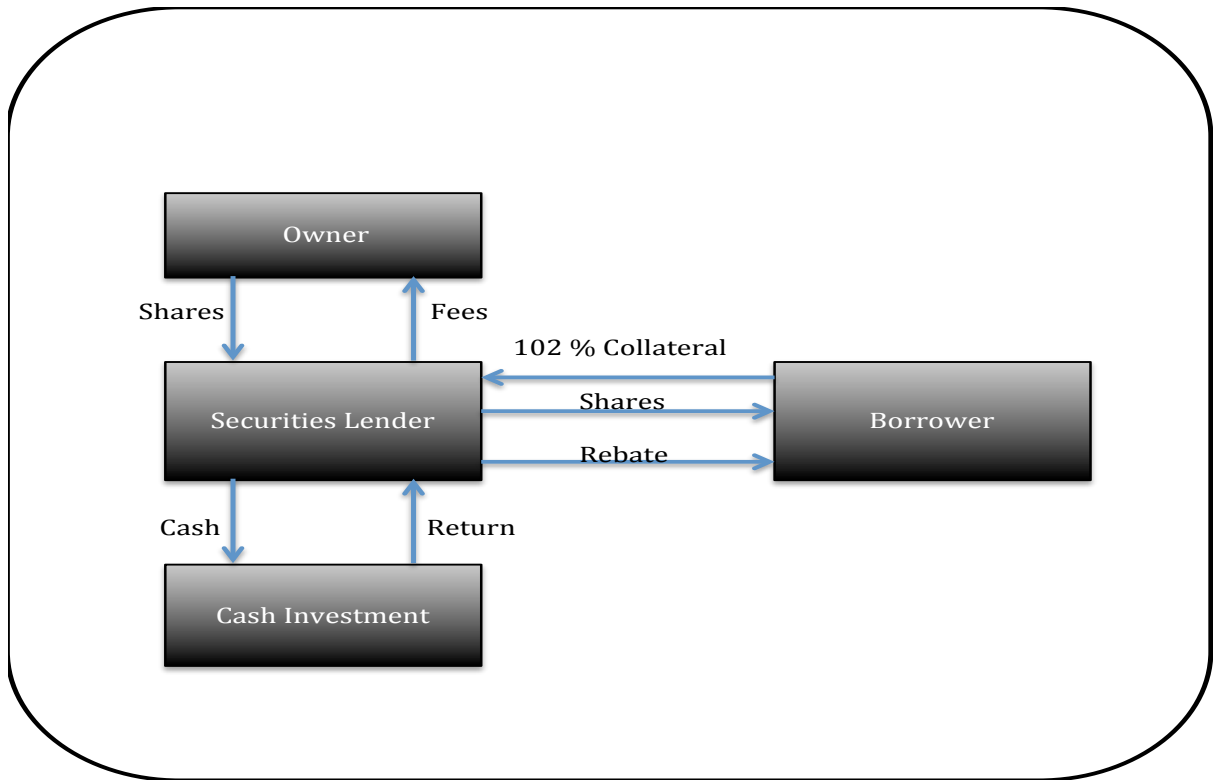 Owner
Shares
Fees
102 % Collateral
Securities Lender
Shares
Borrower
Rebate
Cash
Return
Cash Investment